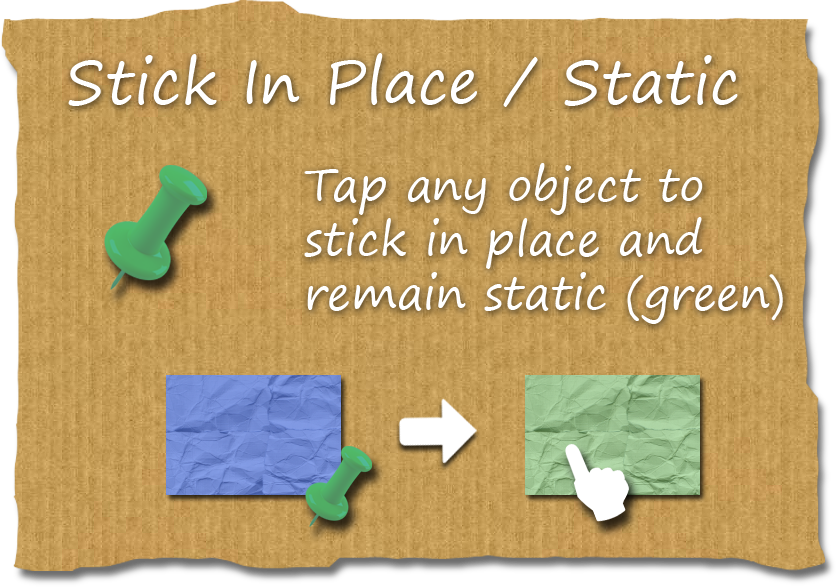 Stick In Place / Static
Tap any object to
stick in place and
remain static (green)